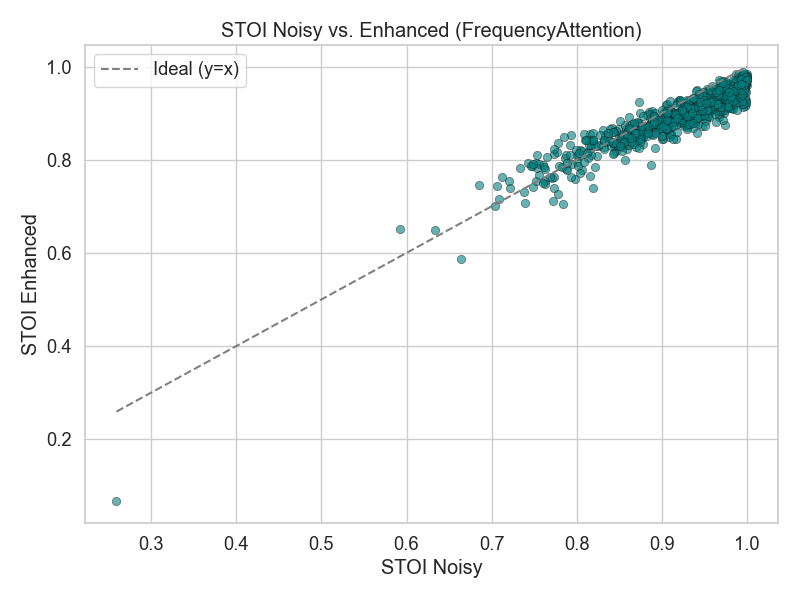 STOI Noisy vs. Enhanced (FrequencyAttention)
Ideal (y=x)
1.0
0.8
0.6
0.4
0.2
STOI Enhanced
0.3 0.4 0.5 0.6 0.7 0.8 0.9 1.0
STOI Noisy